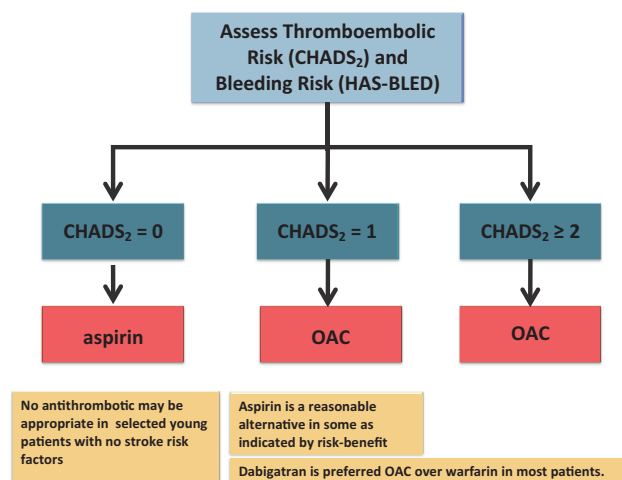 Assess Thromboembolic
Risk (CHADS₂) and
Bleeding Risk (HAS-BLED)
CHADS₂ = 0
CHADS₂ = 1
CHADS₂ ≥ 2
aspirin
OAC
OAC
No antithrombotic may be
appropriate in selected young
patients with no stroke risk
factors
Aspirin is a reasonable
alternative in some as
indicated by risk-benefit
Dabigatran is preferred OAC over warfarin in most patients.